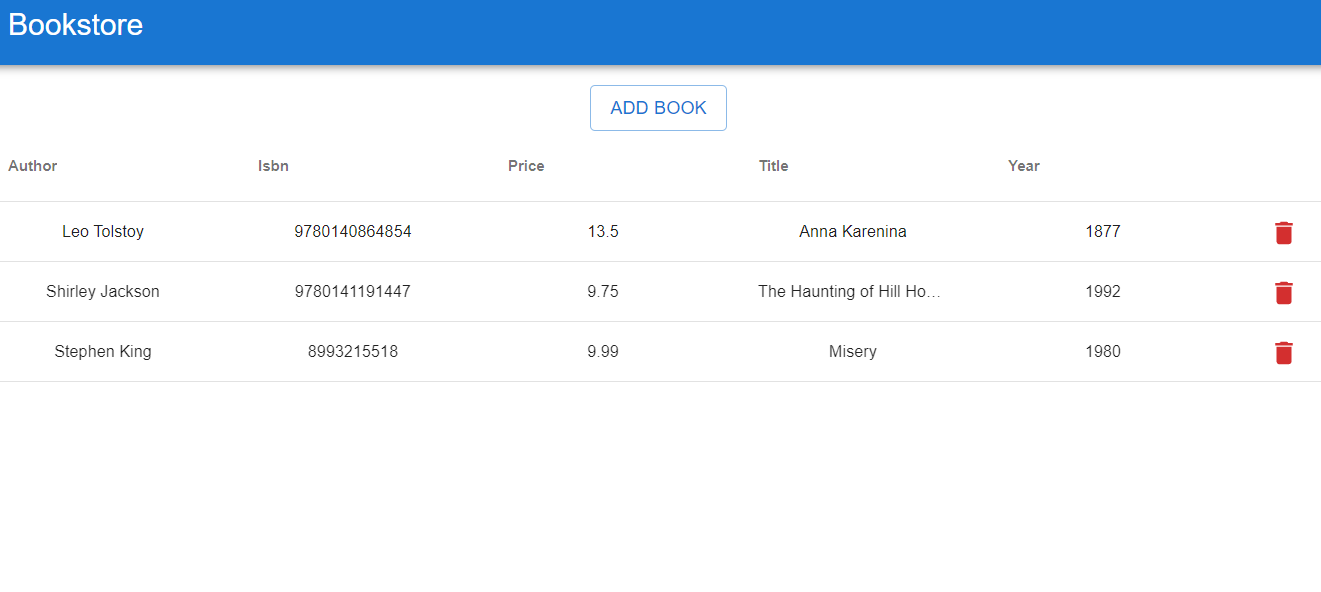 Bookstore
ADD BOOK
Author Isbn Price Title Year
Leo Tolstoy 9780140864854 13.5 Anna Karenina 1877
Shirley Jackson 9780141191447 9.75 The Haunting of Hill Ho… 1992
Stephen King 8993215518 9.99 Misery 1980